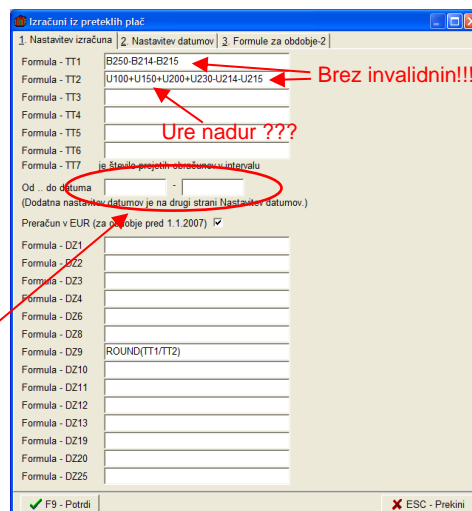 Izračuni iz preteklih plač
1. Nastavitev izračuna 2. Nastavitev datumov 3. Formule za obdobje-2
Formula - TT1 B250-B214-B215
Brez invalidnin!!!
Formula - TT2 U100+U150+U200+U230-U214-U215
Formula - TT3
Formula - TT4
Formula - TT5
Ure nadur ???
Formula - TT6
Formula - TT7 je število prejetih obračunov v intervalu
Od .. do datuma -
(Dodatna nastavitev datumov je na drugi strani Nastavitev datumov.)
Preračun v EUR (za obdobje pred 1.1.2007)
Formula - DZ1
Formula - DZ2
Formula - DZ3
Formula - DZ4
Formula - DZ6
Formula - DZ8
Formula - DZ9 ROUND(TT1/TT2)
Formula - DZ10
Formula - DZ11
Formula - DZ12
Formula - DZ13
Formula - DZ19
Formula - DZ20
Formula - DZ25
F9 - Potrdi ESC - Prekini